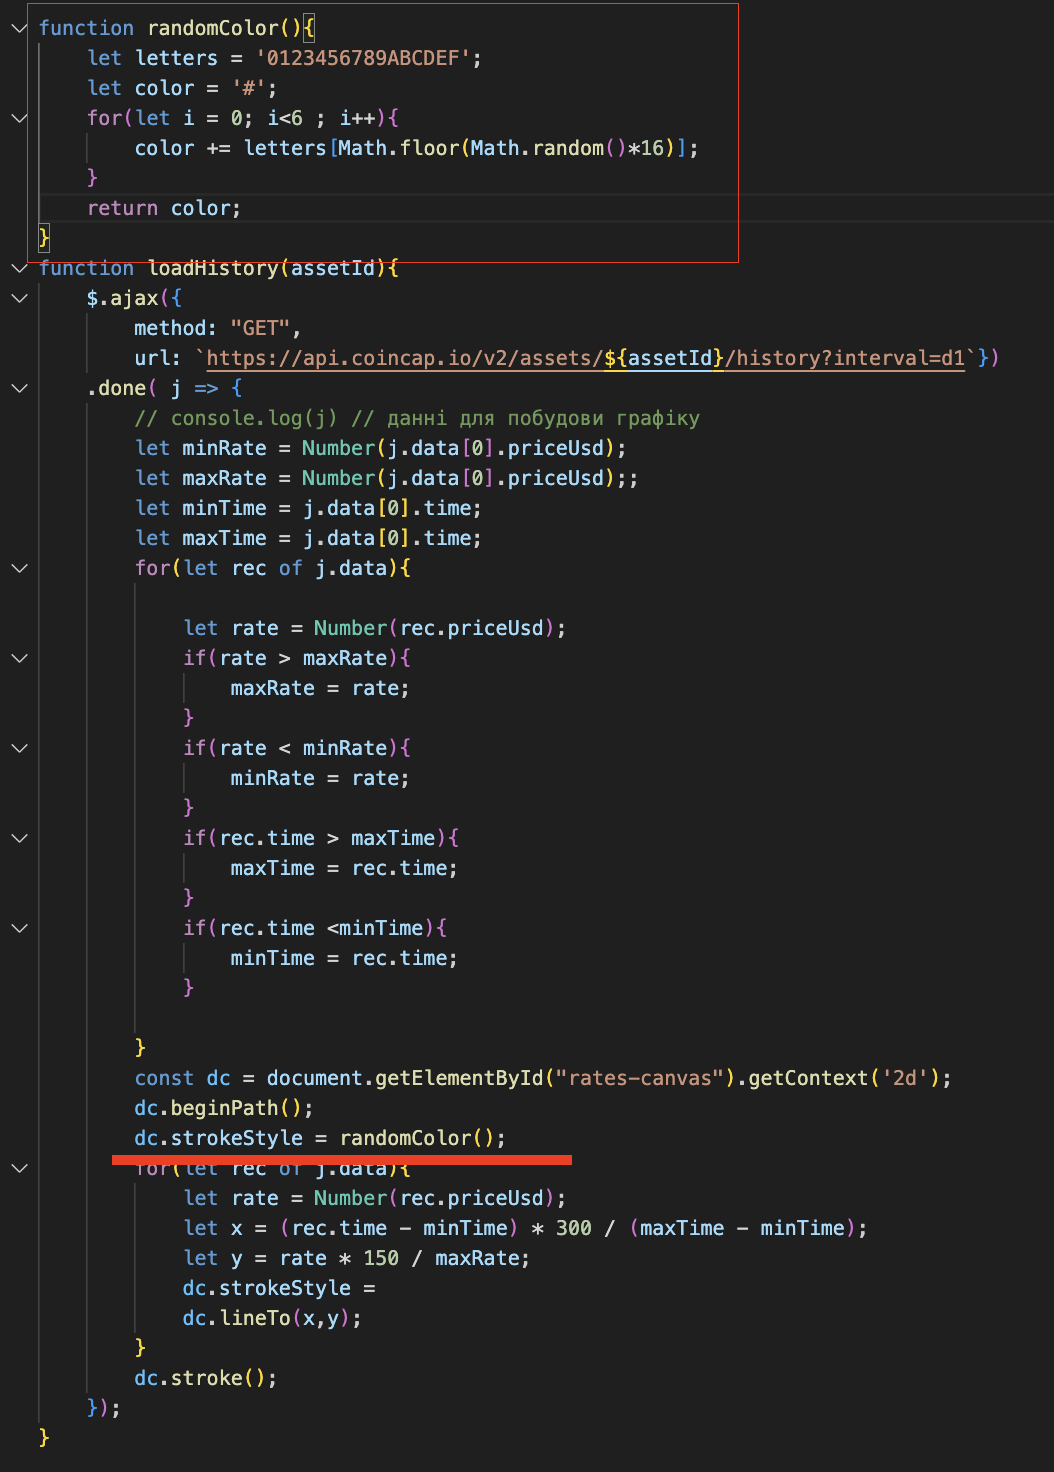 function randomColor(){
    let letters = '0123456789ABCDEF';
    let color = '#';
    for(let i = 0; i<6 ; i++){
        color += letters[Math.floor(Math.random()*16)];
    }
    return color;
}
function loadHistory(assetId){
    $.ajax({
        method: "GET",
        url: `https://api.coincap.io/v2/assets/${assetId}/history?interval=d1`})
    .done( j => {
        // console.log(j) // данні для побудови графіку
        let minRate = Number(j.data[0].priceUsd);
        let maxRate = Number(j.data[0].priceUsd);;
        let minTime = j.data[0].time;
        let maxTime = j.data[0].time;
        for(let rec of j.data){
            let rate = Number(rec.priceUsd);
            if(rate > maxRate){
                maxRate = rate;
            }
            if(rate < minRate){
                minRate = rate;
            }
            if(rec.time > maxTime){
                maxTime = rec.time;
            }
            if(rec.time <minTime){
                minTime = rec.time;
            }
        }
        const dc = document.getElementById("rates-canvas").getContext('2d');
        dc.beginPath();
        dc.strokeStyle = randomColor();
        for(let rec of j.data){
            let rate = Number(rec.priceUsd);
            let x = (rec.time - minTime) * 300 / (maxTime - minTime);
            let y = rate * 150 / maxRate;
            dc.strokeStyle =
            dc.lineTo(x,y);
        }
        dc.stroke();
    });
}